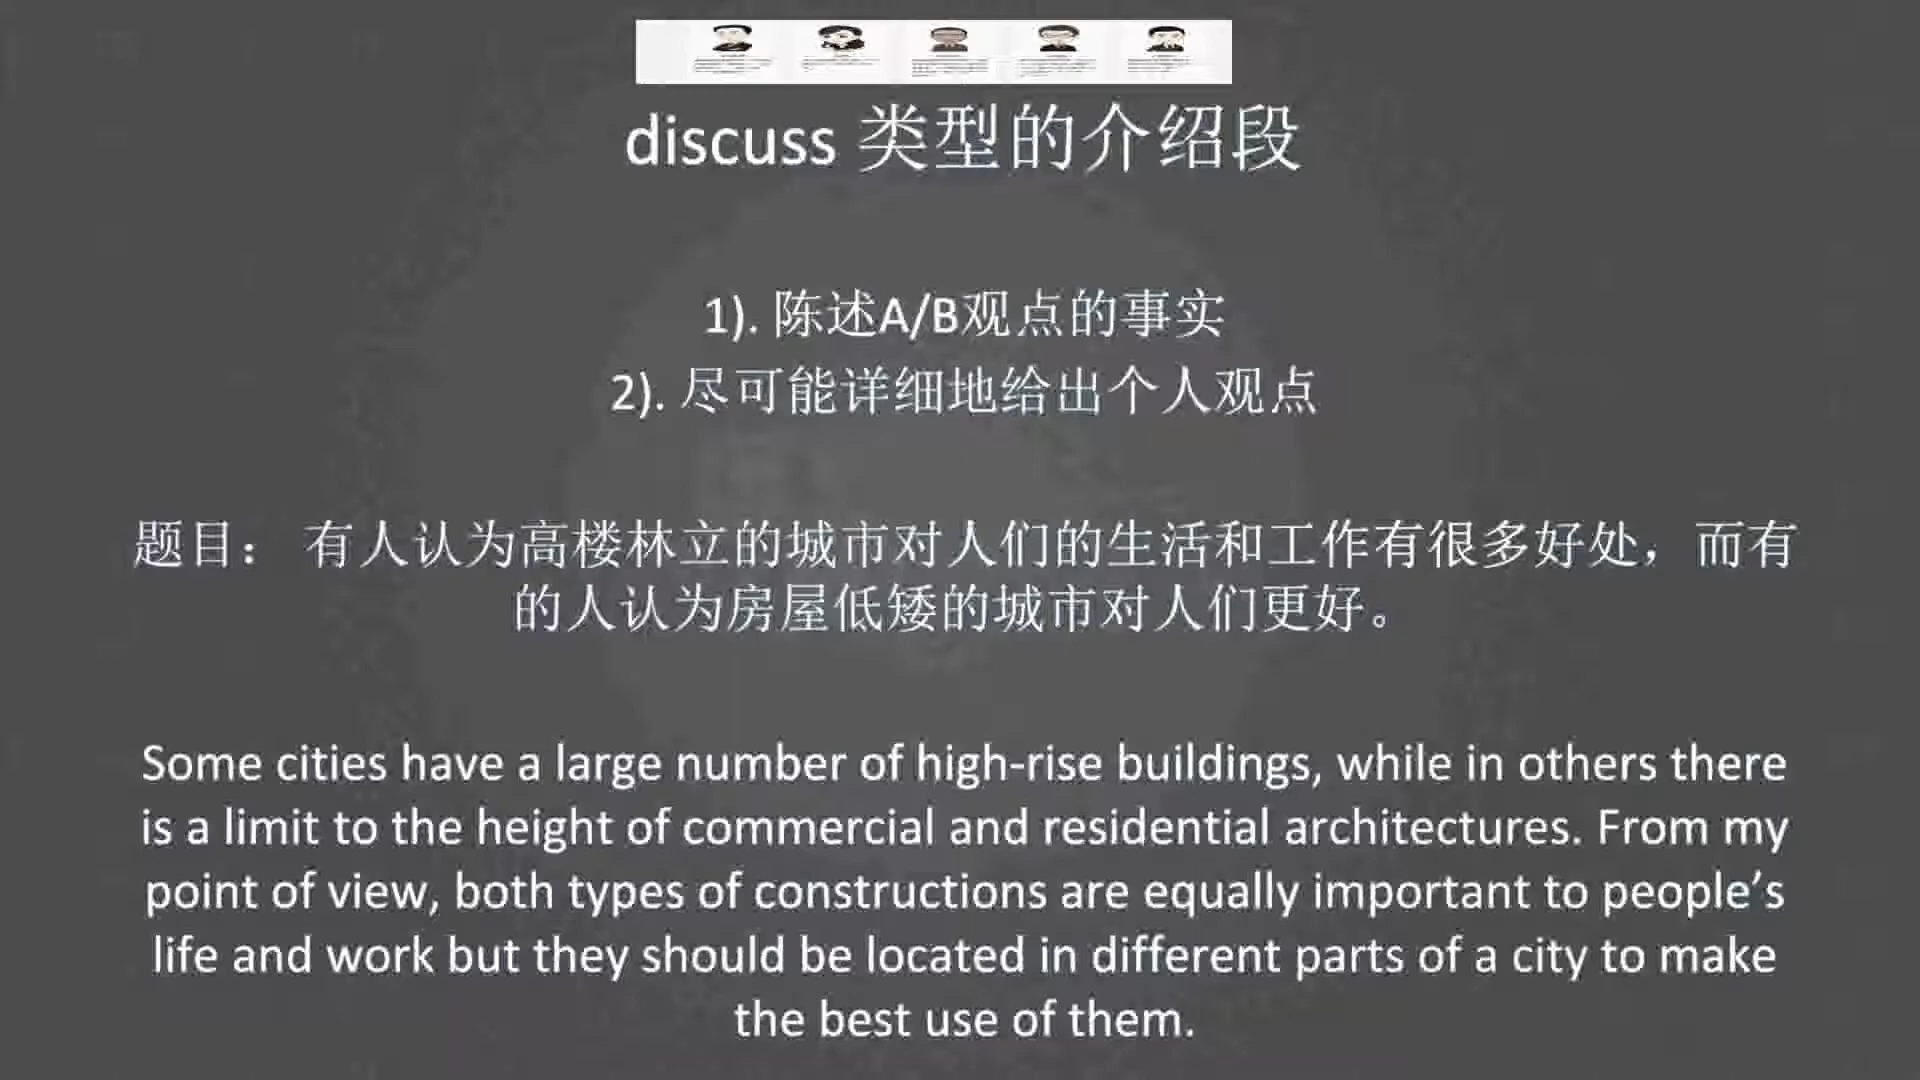 discuss 类型的介绍段
1). 陈述A/B观点的事实
2). 尽可能详细地给出个人观点
题目： 有人认为高楼林立的城市对人们的生活和工作有很多好处，而有
的人认为房屋低矮的城市对人们更好。
Some cities have a large number of high-rise buildings, while in others there
is a limit to the height of commercial and residential architectures. From my
point of view, both types of constructions are equally important to people’s
life and work but they should be located in different parts of a city to make
the best use of them.